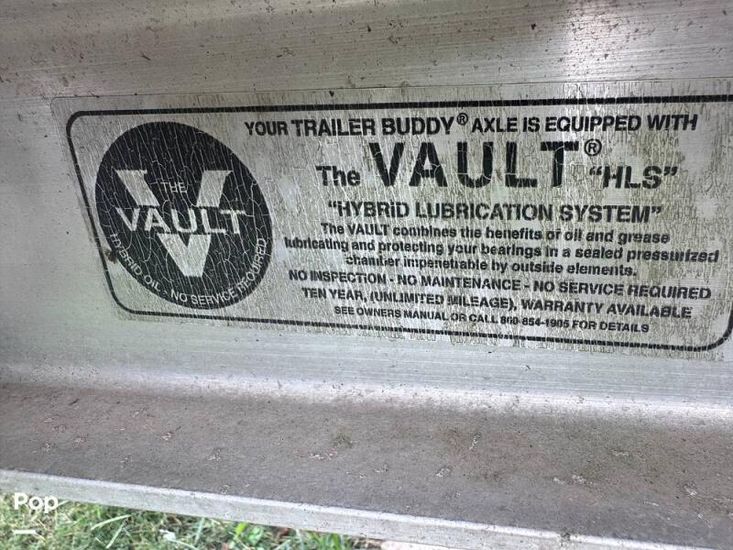 YOUR TRAILER BUDDY® AXLE IS EQUIPPED WITH
The VAULT® "HLS"
"HYBRID LUBRICATION SYSTEM"
The VAULT combines the benefits of oil and grease
lubricating and protecting your bearings in a sealed pressurized
chamber impenetrable by outside elements.
NO INSPECTION - NO MAINTENANCE - NO SERVICE REQUIRED
TEN YEAR, (UNLIMITED MILEAGE), WARRANTY AVAILABLE
SEE OWNERS MANUAL OR CALL 800-854-1905 FOR DETAILS
V
THE
VAULT
HYBRID OIL - NO SERVICE REQUIRED
Pop